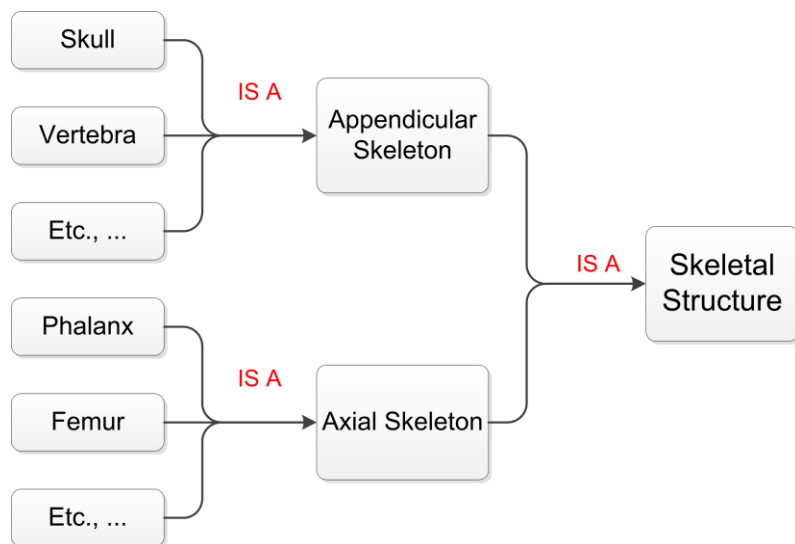 Skull
IS A
Vertebra
Appendicular
Skeleton
Etc., ...
IS A
Skeletal
Structure
Phalanx
IS A
Femur
Axial Skeleton
Etc., ...